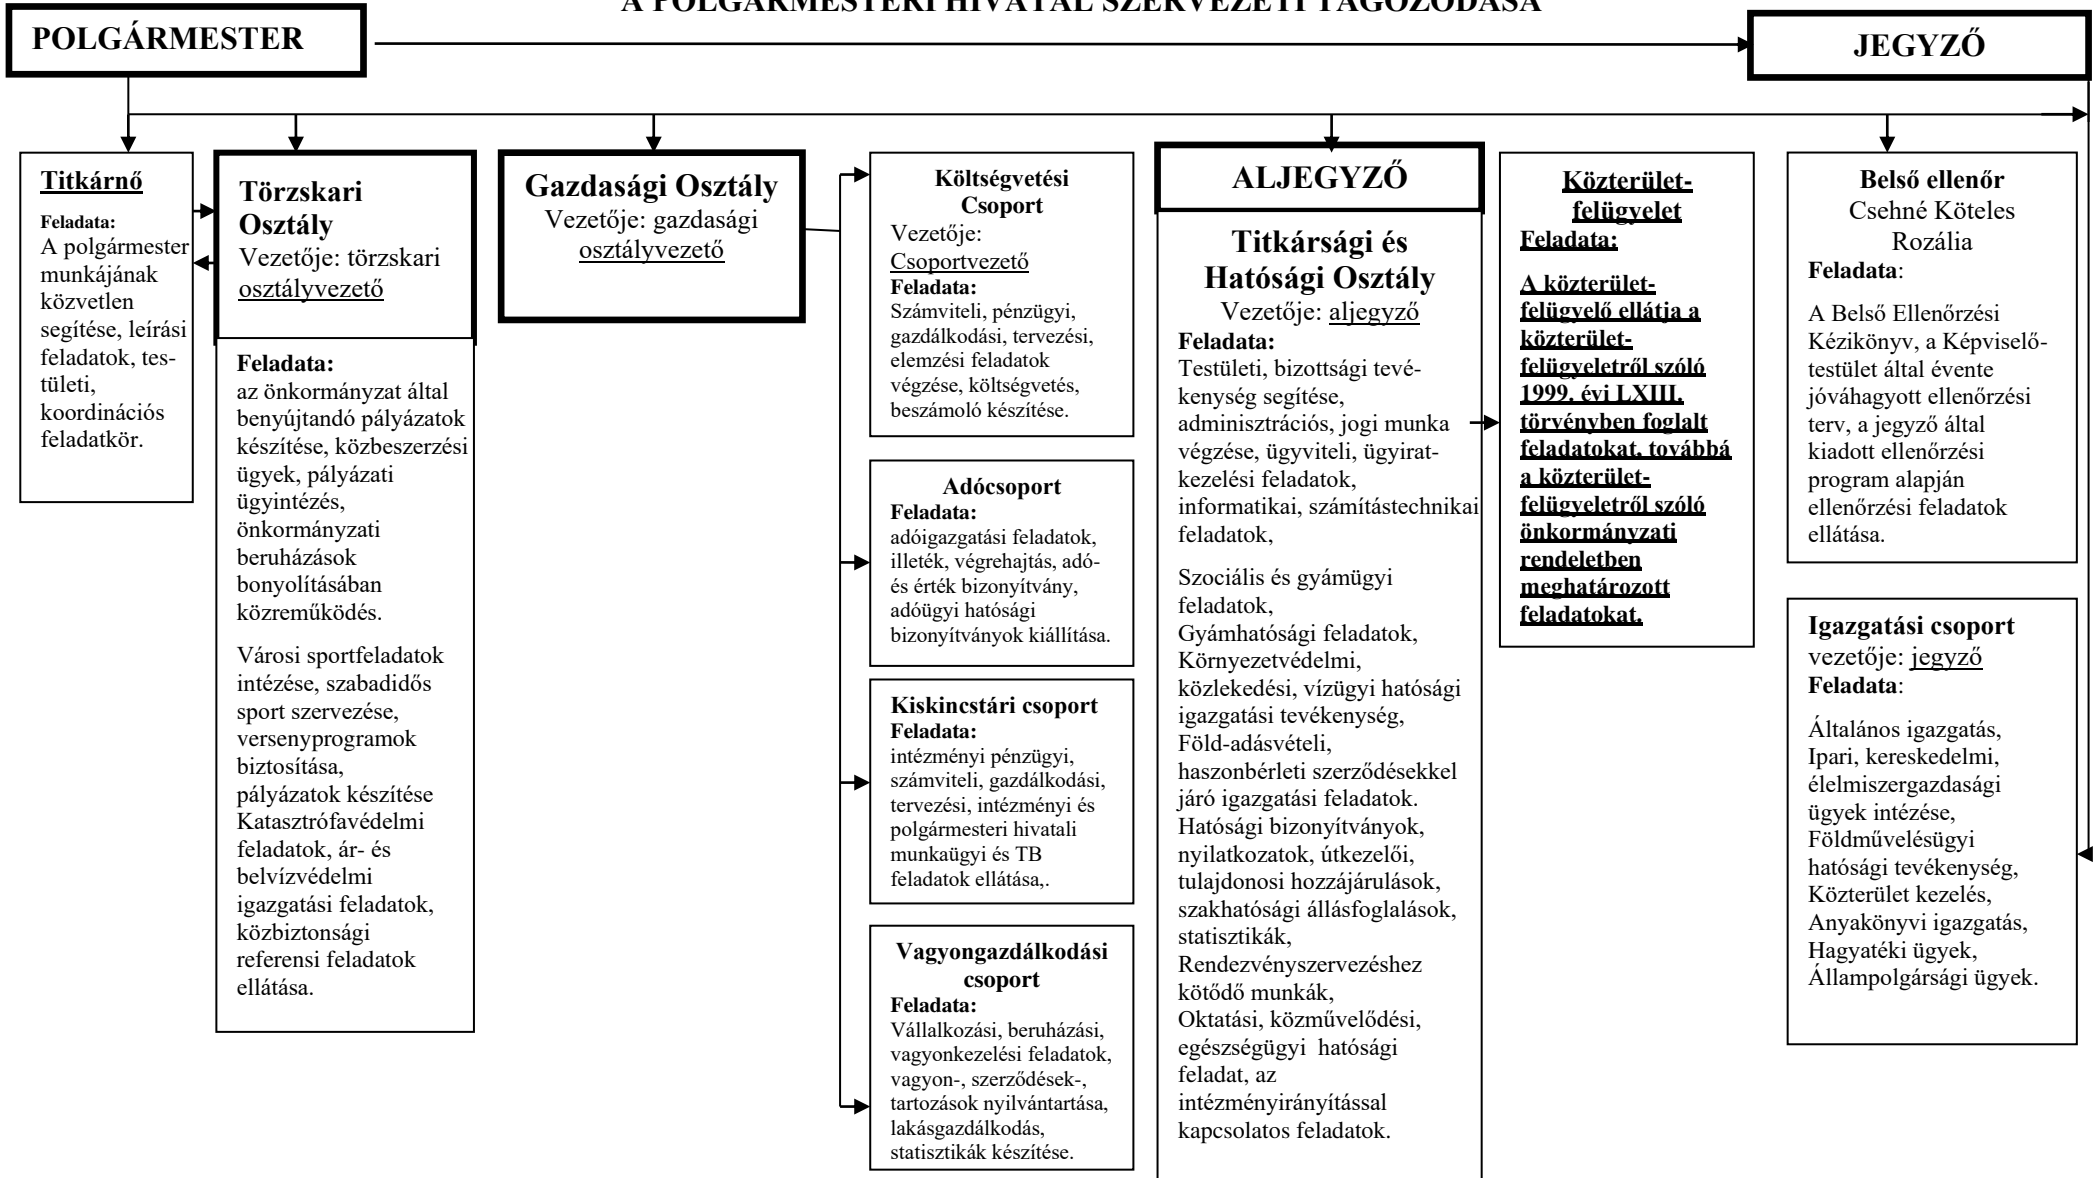 A POLGÁRMESTERI HIVATAL SZERVEZETI TAGOZÓDÁSA
POLGÁRMESTER
JEGYZŐ
Titkárnő
Feladata:
A polgármester
munkájának
közvetlen
segítése, leírási
feladatok, tes-
tületi,
koordinációs
feladatkör.
Törzskari
Osztály
Vezetője: törzskari
osztályvezető
Feladata:
az önkormányzat által
benyújtandó pályázatok
készítése, közbeszerzési
ügyek, pályázati
ügyintézés,
önkormányzati
beruházások
bonyolításában
közreműködés.
Városi sportfeladatok
intézése, szabadidős
sport szervezése,
versenyprogramok
biztosítása,
pályázatok készítése
Katasztrófavédelmi
feladatok, ár- és
belvízvédelmi
igazgatási feladatok,
közbiztonsági
referensi feladatok
ellátása.
Gazdasági Osztály
Vezetője: gazdasági
osztályvezető
Költségvetési
Csoport
Vezetője:
Csoportvezető
Feladata:
Számviteli, pénzügyi,
gazdálkodási, tervezési,
elemzési feladatok
végzése, költségvetés,
beszámoló készítése.
Adócsoport
Feladata:
adóigazgatási feladatok,
illeték, végrehajtás, adó-
és érték bizonyítvány,
adóügyi hatósági
bizonyítványok kiállítása.
Kiskincstári csoport
Feladata:
intézményi pénzügyi,
számviteli, gazdálkodási,
tervezési, intézményi és
polgármesteri hivatali
munkaügyi és TB
feladatok ellátása,.
Vagyongazdálkodási
csoport
Feladata:
Vállalkozási, beruházási,
vagyonkezelési feladatok,
vagyon-, szerződések-,
tartozások nyilvántartása,
lakásgazdálkodás,
statisztikák készítése.
ALJEGYZŐ
Titkársági és
Hatósági Osztály
Vezetője: aljegyző
Feladata:
Testületi, bizottsági tevé-
kenység segítése,
adminisztrációs, jogi munka
végzése, ügyviteli, ügyirat-
kezelési feladatok,
informatikai, számítástechnikai
feladatok,
Szociális és gyámügyi
feladatok,
Gyámhatósági feladatok,
Környezetvédelmi,
közlekedési, vízügyi hatósági
igazgatási tevékenység,
Föld-adásvételi,
haszonbérleti szerződésekkel
járó igazgatási feladatok.
Hatósági bizonyítványok,
nyilatkozatok, útkezelői,
tulajdonosi hozzájárulások,
szakhatósági állásfoglalások,
statisztikák,
Rendezvényszervezéshez
kötődő munkák,
Oktatási, közművelődési,
egészségügyi hatósági
feladat, az
intézményirányítással
kapcsolatos feladatok.
Közterület-
felügyelet
Feladata:
A közterület-
felügyelő ellátja a
közterület-
felügyeletről szóló
1999. évi LXIII.
törvényben foglalt
feladatokat, továbbá
a közterület-
felügyeletről szóló
önkormányzati
rendeletben
meghatározott
feladatokat.
Belső ellenőr
Csehné Köteles
Rozália
Feladata:
A Belső Ellenőrzési
Kézikönyv, a Képviselő-
testület által évente
jóváhagyott ellenőrzési
terv, a jegyző által
kiadott ellenőrzési
program alapján
ellenőrzési feladatok
ellátása.
Igazgatási csoport
vezetője: jegyző
Feladata:
Általános igazgatás,
Ipari, kereskedelmi,
élelmiszergazdasági
ügyek intézése,
Földművelésügyi
hatósági tevékenység,
Közterület kezelés,
Anyakönyvi igazgatás,
Hagyatéki ügyek,
Állampolgársági ügyek.